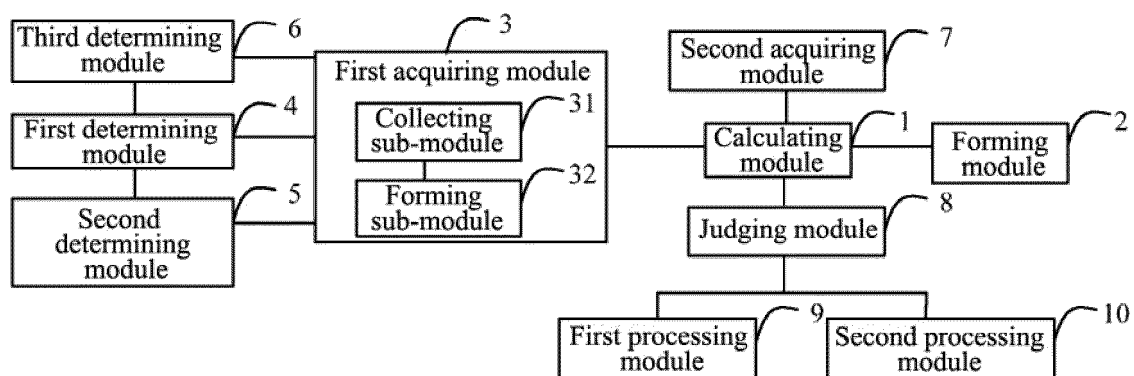 Third determining
module
6
First determining
module
4
Second
determining
module
5
3
First acquiring module
Collecting
sub-module
31
Forming
sub-module
32
7
Second acquiring
module
Calculating
module
1
Forming
module
2
Judging module
8
First processing
module
9
Second processing
module
10